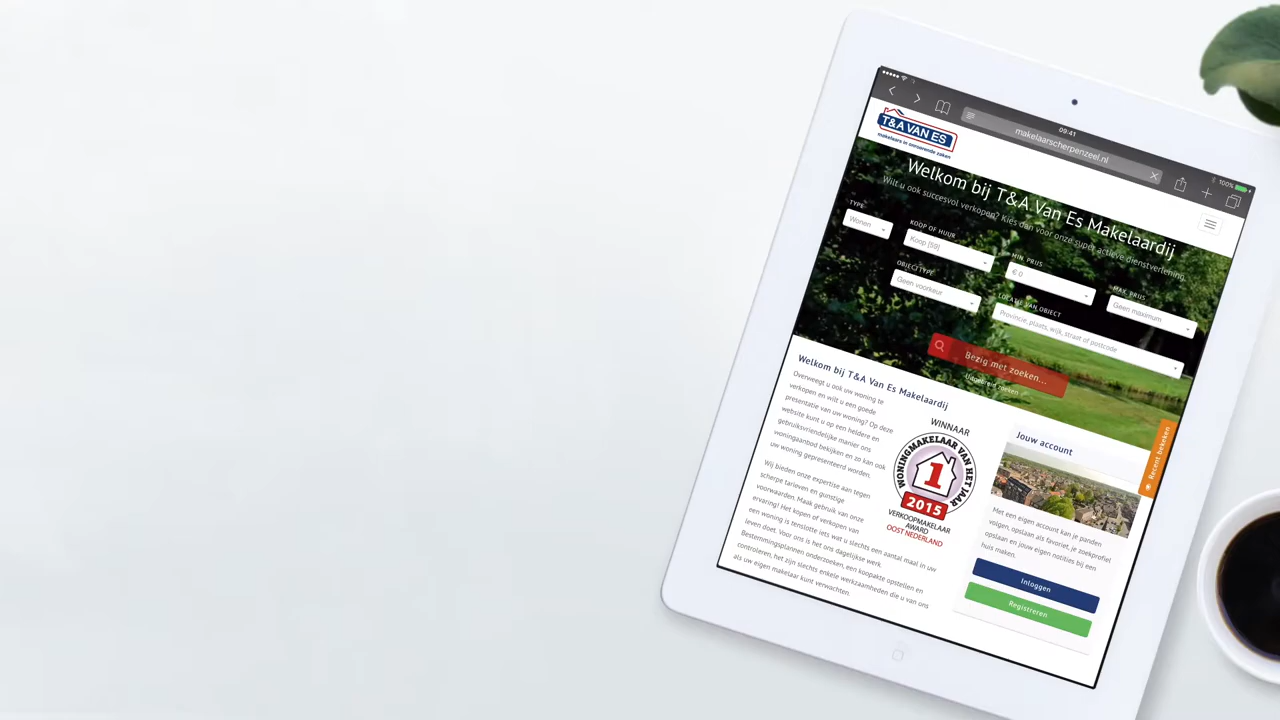 09:41
100%
makelaarscherpenzeel.nl
T&A VAN ES
makelaars in onroerende zaken
Welkom bij T&A Van Es Makelaardij
Wilt u ook succesvol verkopen? Kies dan voor onze super actieve dienstverlening.
TYPE
Wonen
KOOP OF HUUR
Koop [59]
MIN. PRIJS
€ 0
MAX. PRIJS
Geen maximum
OBJECTTYPE
Geen voorkeur
LOCATIE VAN OBJECT
Provincie, plaats, wijk, straat of postcode
Bezig met zoeken...
Uitgebreid zoeken
Recent bekeken
Welkom bij T&A Van Es Makelaardij
Overweegt u ook uw woning te
verkopen en wilt u een goede
presentatie van uw woning? Op deze
website kunt u op een heldere en
gebruiksvriendelijke manier ons
woningaanbod bekijken en zo kan ook
uw woning gepresenteerd worden.
Wij bieden onze expertise aan tegen
scherpe tarieven en gunstige
voorwaarden. Maak gebruik van onze
ervaring! Het kopen of verkopen van
een woning is tenslotte iets wat u slechts een aantal maal in uw
leven doet. Voor ons is het ons dagelijkse werk.
Bestemmingsplannen onderzoeken, een koopakte opstellen en
controleren, het zijn slechts enkele werkzaamheden die u van ons
als uw eigen makelaar kunt verwachten.
WINNAAR
WONINGMAKELAAR VAN HET JAAR
1
2015
VERKOOPMAKELAAR
AWARD
OOST NEDERLAND
Jouw account
Met een eigen account kan je panden
volgen, opslaan als favoriet, je zoekprofiel
opslaan en jouw eigen notities bij een
huis maken.
Inloggen
Registreren